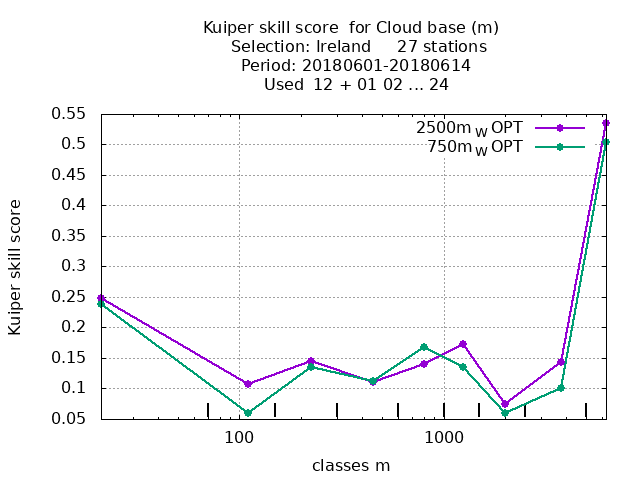 Kuiper skill score  for Cloud base (m)
Selection: Ireland     27 stations
Period: 20180601-20180614
Used  12 + 01 02 ... 24
2500m W OPT
750m W OPT
0.55
0.5
0.45
0.4
0.35
0.3
0.25
0.2
0.15
0.1
0.05
Kuiper skill score
100
1000
classes m